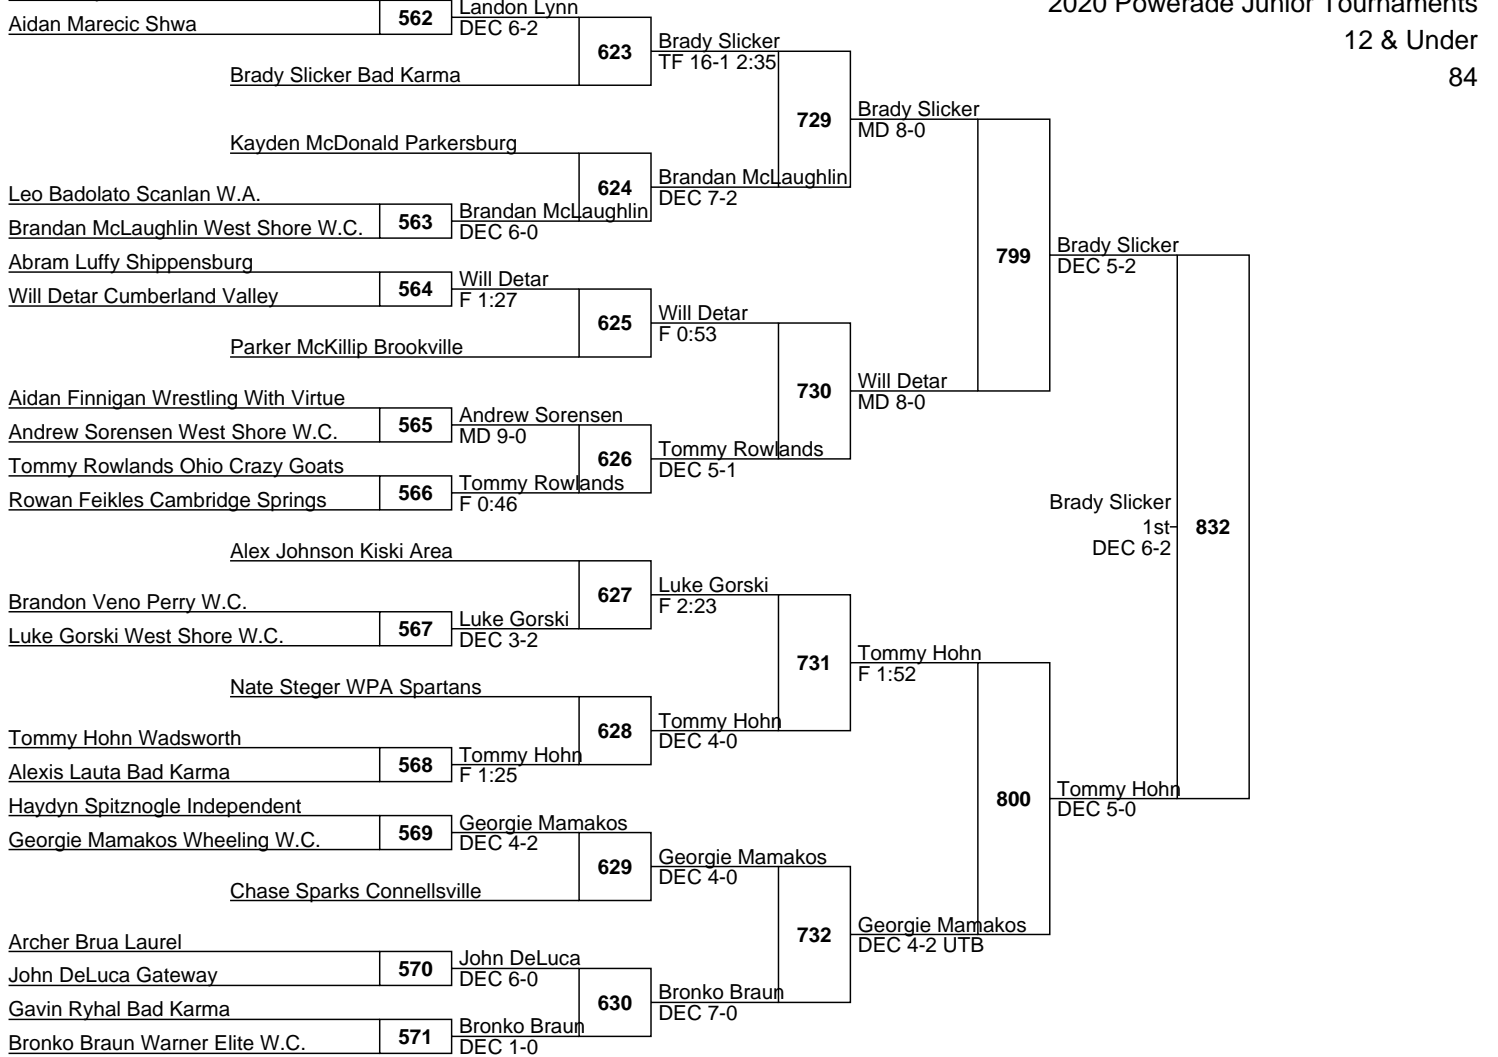 2020 Powerade Junior Tournaments
12 & Under
84
Aidan Marecic Shwa
562
Landon Lynn
DEC 6-2
Brady Slicker Bad Karma
623
Brady Slicker
TF 16-1 2:35
Kayden McDonald Parkersburg
Leo Badolato Scanlan W.A.
Brandan McLaughlin West Shore W.C.
563
Brandan McLaughlin
DEC 6-0
624
Brandan McLaughlin
DEC 7-2
729
Brady Slicker
MD 8-0
Abram Luffy Shippensburg
Will Detar Cumberland Valley
564
Will Detar
F 1:27
Parker McKillip Brookville
625
Will Detar
F 0:53
Aidan Finnigan Wrestling With Virtue
Andrew Sorensen West Shore W.C.
565
Andrew Sorensen
MD 9-0
Tommy Rowlands Ohio Crazy Goats
Rowan Feikles Cambridge Springs
566
Tommy Rowlands
F 0:46
626
Tommy Rowlands
DEC 5-1
730
Will Detar
MD 8-0
799
Brady Slicker
DEC 5-2
Alex Johnson Kiski Area
Brandon Veno Perry W.C.
Luke Gorski West Shore W.C.
567
Luke Gorski
DEC 3-2
627
Luke Gorski
F 2:23
Nate Steger WPA Spartans
Tommy Hohn Wadsworth
Alexis Lauta Bad Karma
568
Tommy Hohn
F 1:25
628
Tommy Hohn
DEC 4-0
731
Tommy Hohn
F 1:52
Haydyn Spitznogle Independent
Georgie Mamakos Wheeling W.C.
569
Georgie Mamakos
DEC 4-2
Chase Sparks Connellsville
629
Georgie Mamakos
DEC 4-0
Archer Brua Laurel
John DeLuca Gateway
570
John DeLuca
DEC 6-0
Gavin Ryhal Bad Karma
Bronko Braun Warner Elite W.C.
571
Bronko Braun
DEC 1-0
630
Bronko Braun
DEC 7-0
732
Georgie Mamakos
DEC 4-2 UTB
800
Tommy Hohn
DEC 5-0
Brady Slicker
1st
DEC 6-2
832